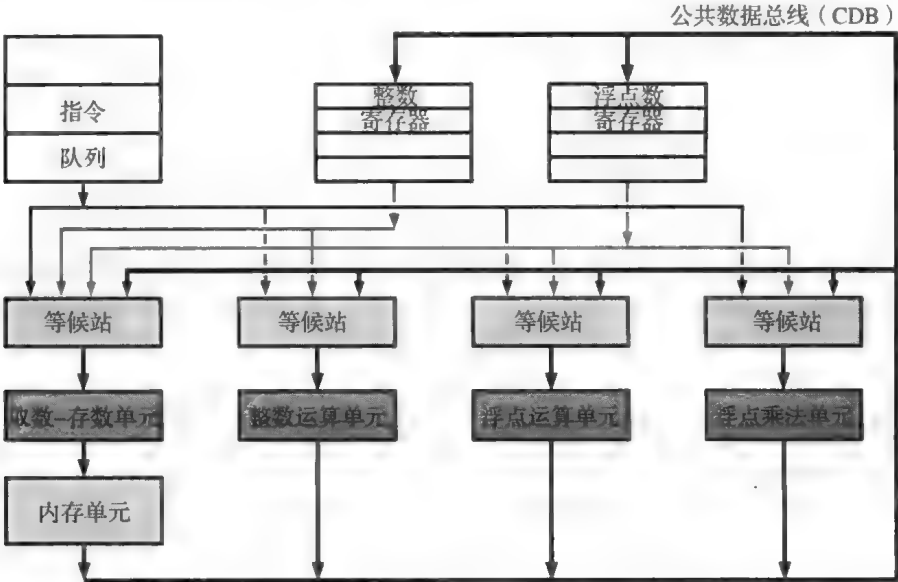 公共数据总线（CDB）
指令
队列
整数
寄存器
浮点数
寄存器
等候站
等候站
等候站
等候站
取数-存数单元
整数运算单元
浮点运算单元
浮点乘法单元
内存单元